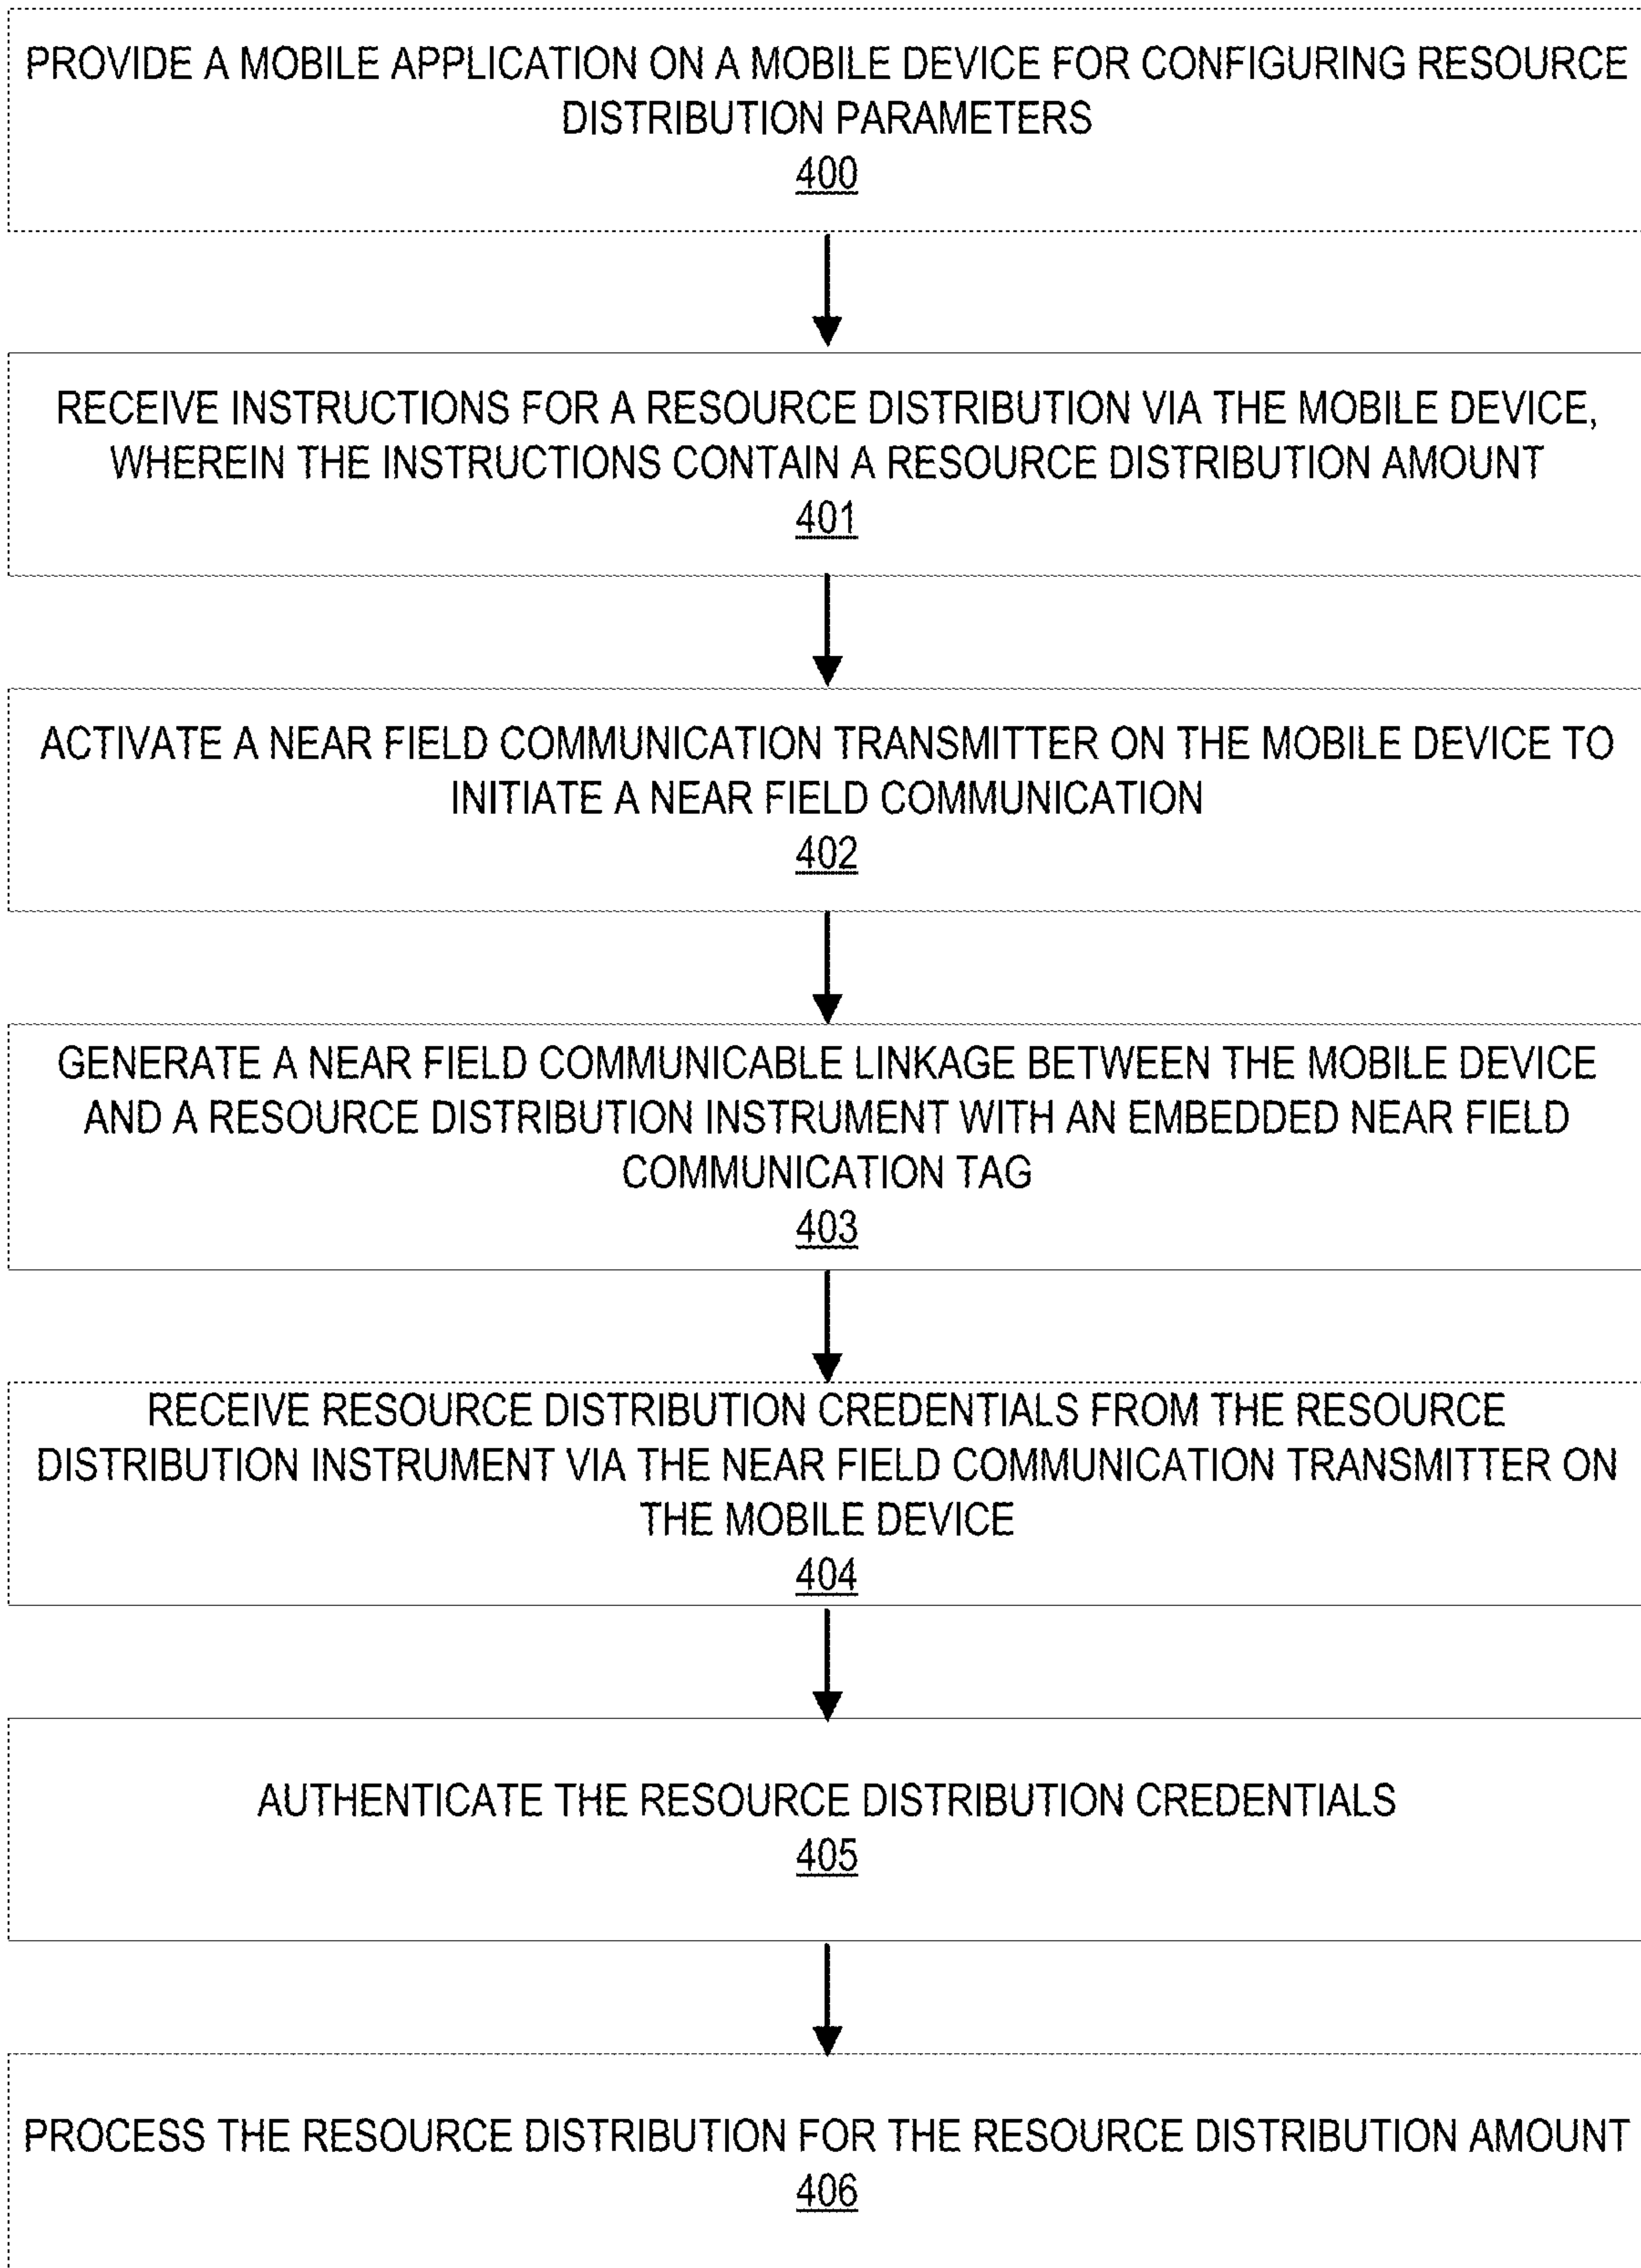 PROVIDE A MOBILE APPLICATION ON A MOBILE DEVICE FOR CONFIGURING RESOURCE
DISTRIBUTION PARAMETERS
400
RECEIVE INSTRUCTIONS FOR A RESOURCE DISTRIBUTION VIA THE MOBILE DEVICE,
WHEREIN THE INSTRUCTIONS CONTAIN A RESOURCE DISTRIBUTION AMOUNT
401
ACTIVATE A NEAR FIELD COMMUNICATION TRANSMITTER ON THE MOBILE DEVICE TO
INITIATE A NEAR FIELD COMMUNICATION
402
GENERATE A NEAR FIELD COMMUNICABLE LINKAGE BETWEEN THE MOBILE DEVICE
AND A RESOURCE DISTRIBUTION INSTRUMENT WITH AN EMBEDDED NEAR FIELD
COMMUNICATION TAG
403
RECEIVE RESOURCE DISTRIBUTION CREDENTIALS FROM THE RESOURCE
DISTRIBUTION INSTRUMENT VIA THE NEAR FIELD COMMUNICATION TRANSMITTER ON
THE MOBILE DEVICE
404
AUTHENTICATE THE RESOURCE DISTRIBUTION CREDENTIALS
405
PROCESS THE RESOURCE DISTRIBUTION FOR THE RESOURCE DISTRIBUTION AMOUNT
406